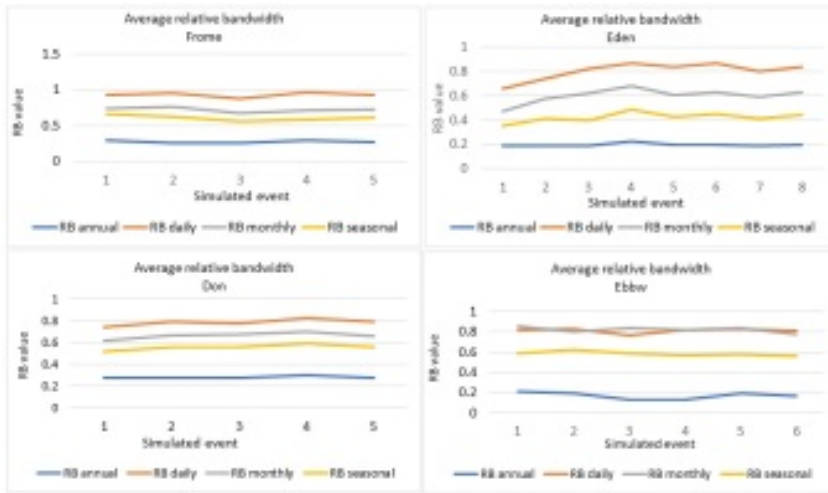 Average relative bandwidth
Frome
RB value
1.5
1
0.5
0
1 2 3 4 5
Simulated event
RB annual RB daily RB monthly RB seasonal
Average relative bandwidth
Eden
RB value
1
0.8
0.6
0.4
0.2
0
1 2 3 4 5 6 7 8
Simulated event
RB annual RB daily RB monthly RB seasonal
Average relative bandwidth
Don
RB value
1
0.8
0.6
0.4
0.2
0
1 2 3 4 5
Simulated event
RB annual RB daily RB monthly RB seasonal
Average relative bandwidth
Ebbw
RB value
1
0.8
0.6
0.4
0.2
0
1 2 3 4 5 6
Simulated event
RB annual RB daily RB monthly RB seasonal